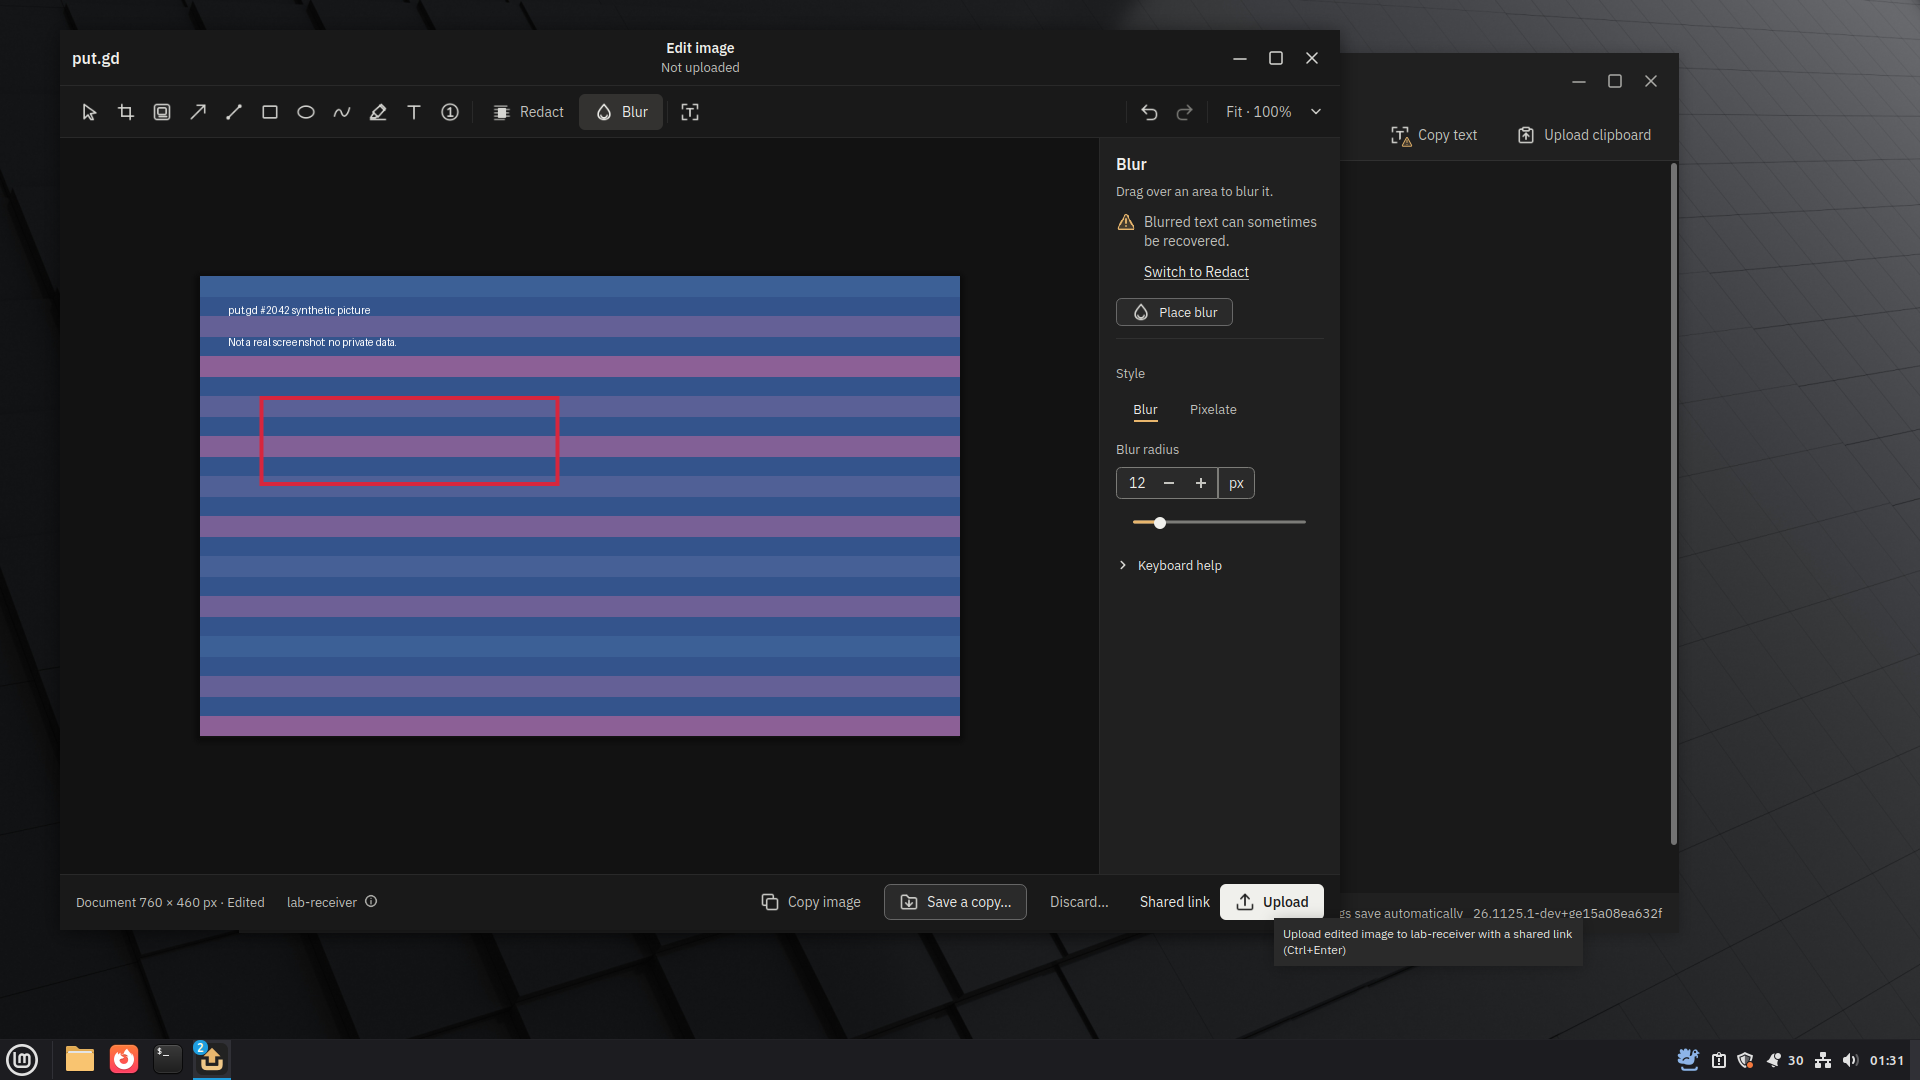 put.gd
Edit image
Not uploaded
Redact
Blur
Fit · 100%
Copy text
Upload clipboard
Blur
Drag over an area to blur it.
Blurred text can sometimes
be recovered.
Switch to Redact
Place blur
Style
Blur
Pixelate
Blur radius
12
px
Keyboard help
put.gd #2042 synthetic picture
Not a real screenshot: no private data.
Document 760 × 460 px · Edited
lab-receiver
Copy image
Save a copy...
Discard...
Shared link
Upload
gs save automatically
26.1125.1-dev+ge15a08ea632f
Upload edited image to lab-receiver with a shared link
(Ctrl+Enter)
2
30
01:31